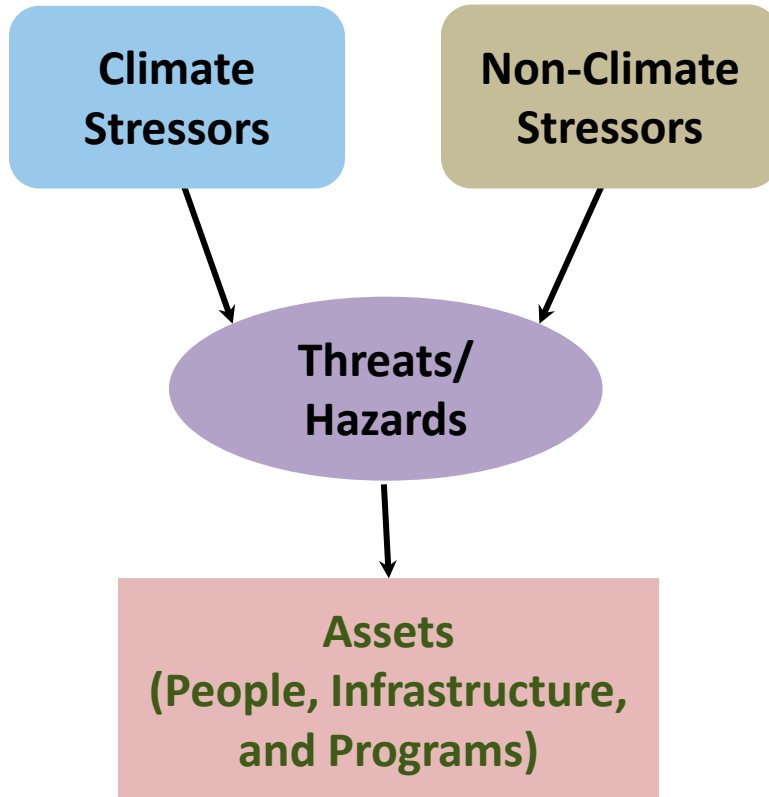 Climate
Stressors
Non-Climate
Stressors
Threats/
Hazards
Assets
(People, Infrastructure,
and Programs)